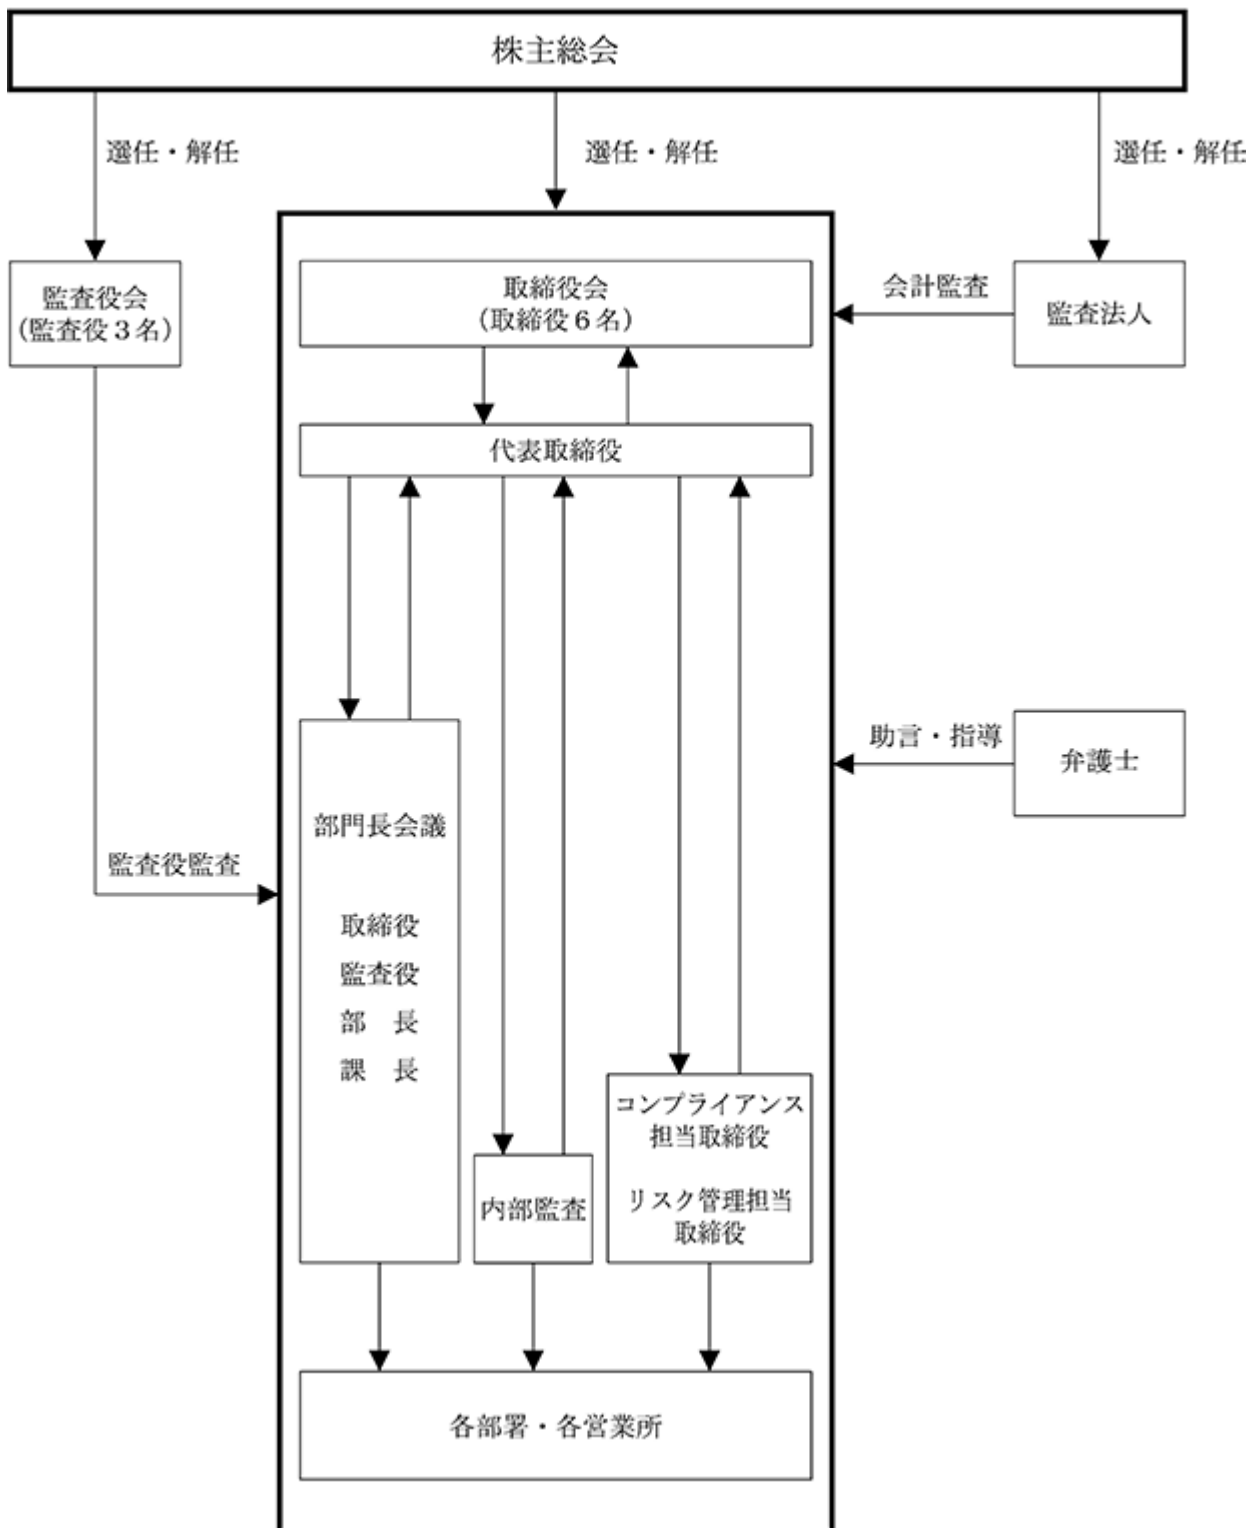 株主総会
選任・解任
選任・解任
選任・解任
監査役会
(監査役3名)
取締役会
(取締役6名)
会計監査
監査法人
代表取締役
助言・指導
弁護士
部門長会議
監査役監査
取締役
監査役
部　長
課　長
コンプライアンス
担当取締役
リスク管理担当
取締役
内部監査
各部署・各営業所